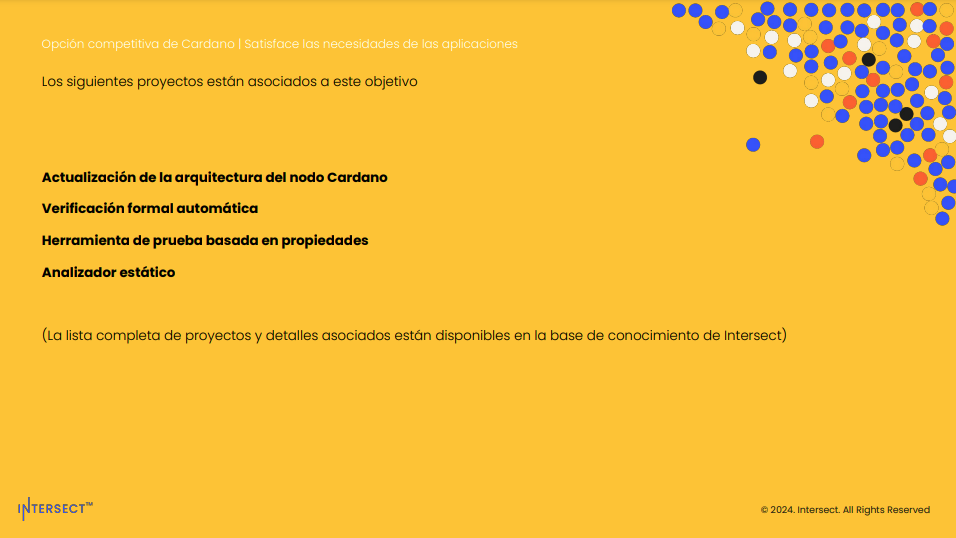 Opción competitiva de Cardano | Satisface las necesidades de las aplicaciones
Los siguientes proyectos están asociados a este objetivo
Actualización de la arquitectura del nodo Cardano
Verificación formal automática
Herramienta de prueba basada en propiedades
Analizador estático
(La lista completa de proyectos y detalles asociados están disponibles en la base de conocimiento de Intersect)
INTERSECT™
© 2024. Intersect. All Rights Reserved